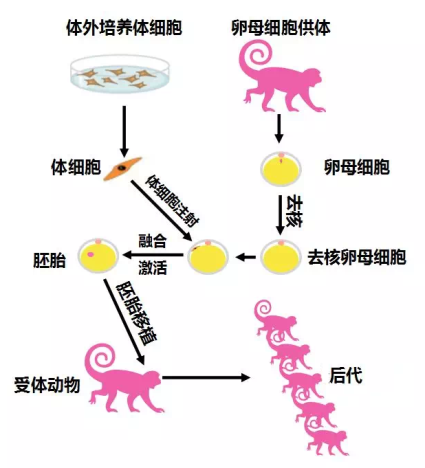 体外培养体细胞
卵母细胞供体
体细胞
卵母细胞
体细胞注射
去核
融合
激活
胚胎
去核卵母细胞
胚胎移植
受体动物
后代